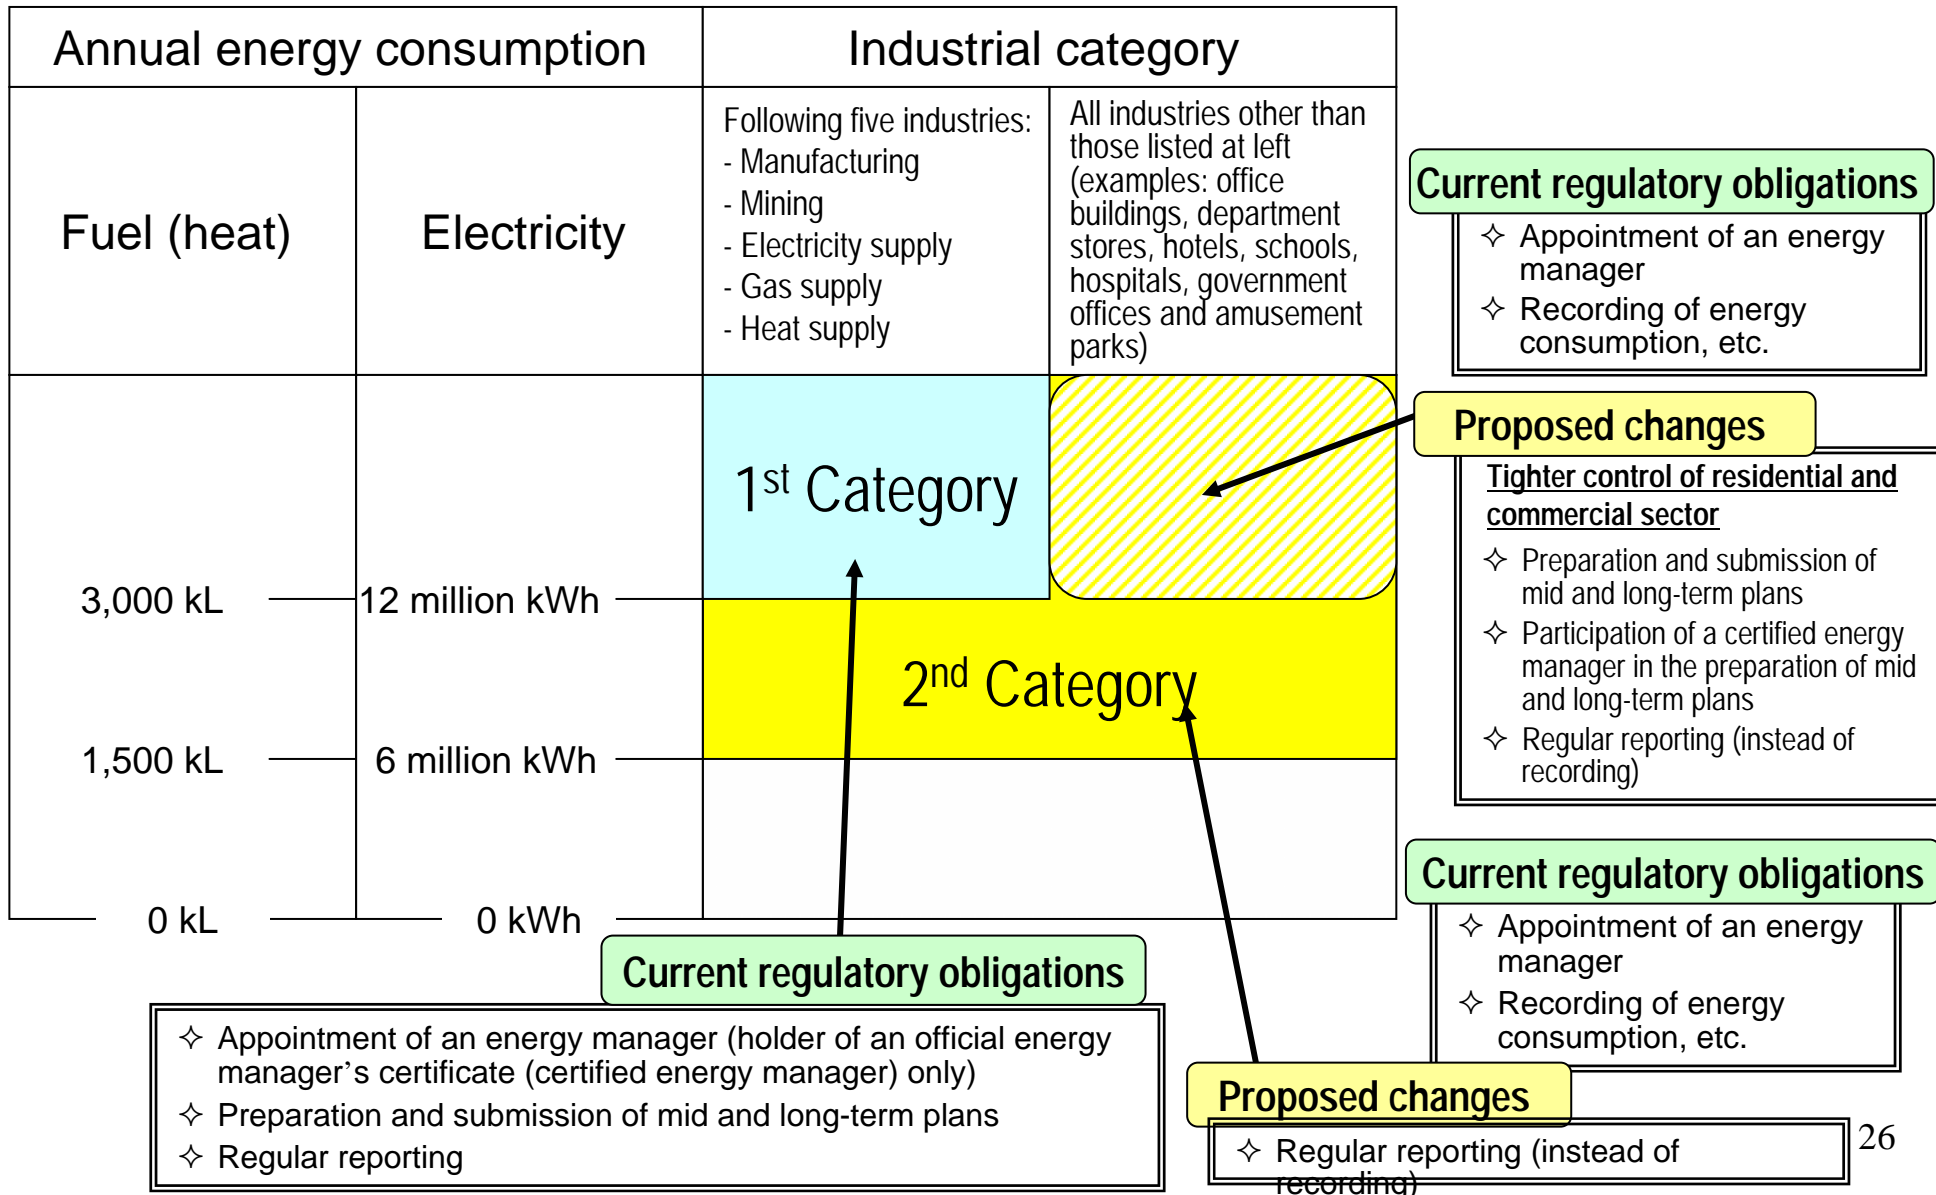 Annual energy consumption
Industrial category
Fuel (heat)
Electricity
Following five industries:
- Manufacturing
- Mining
- Electricity supply
- Gas supply
- Heat supply
All industries other than
those listed at left
(examples: office
buildings, department
stores, hotels, schools,
hospitals, government
offices and amusement
parks)
Current regulatory obligations
✧ Appointment of an energy
manager
✧ Recording of energy
consumption, etc.
1st Category
Proposed changes
Tighter control of residential and
commercial sector
✧ Preparation and submission of
mid and long-term plans
✧ Participation of a certified energy
manager in the preparation of mid
and long-term plans
✧ Regular reporting (instead of
recording)
3,000 kL
12 million kWh
2nd Category
1,500 kL
6 million kWh
0 kL
0 kWh
Current regulatory obligations
✧ Appointment of an energy
manager
✧ Recording of energy
consumption, etc.
Current regulatory obligations
✧ Appointment of an energy manager (holder of an official energy
manager's certificate (certified energy manager) only)
✧ Preparation and submission of mid and long-term plans
✧ Regular reporting
Proposed changes
✧ Regular reporting (instead of
recording)
26